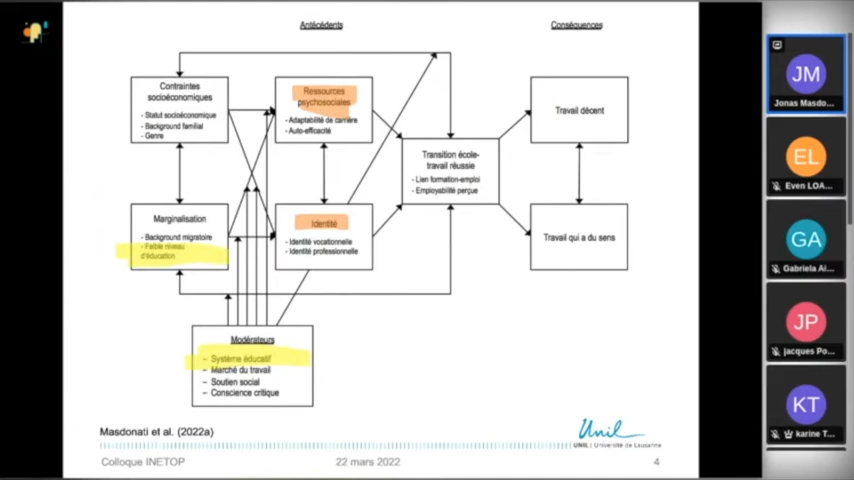 Antécédents
Conséquences
Contraintes
socioéconomiques
- Statut socioéconomique
- Background familial
- Genre
Ressources
psychosociales
- Adaptabilité de carrière
- Auto-efficacité
Travail décent
Transition école-
travail réussie
- Lien formation-emploi
- Employabilité perçue
Marginalisation
- Background migratoire
- Faible niveau
d'éducation
Identité
- Identité vocationnelle
- Identité professionnelle
Travail qui a du sens
Modérateurs
– Système éducatif
– Marché du travail
– Soutien social
– Conscience critique
Masdonati et al. (2022a)
Unil
UNIL | Université de Lausanne
Colloque INETOP
22 mars 2022
4
JM
Jonas Masdo...
EL
Even LOA...
GA
Gabriela Ai...
JP
jacques Po...
KT
karine T...